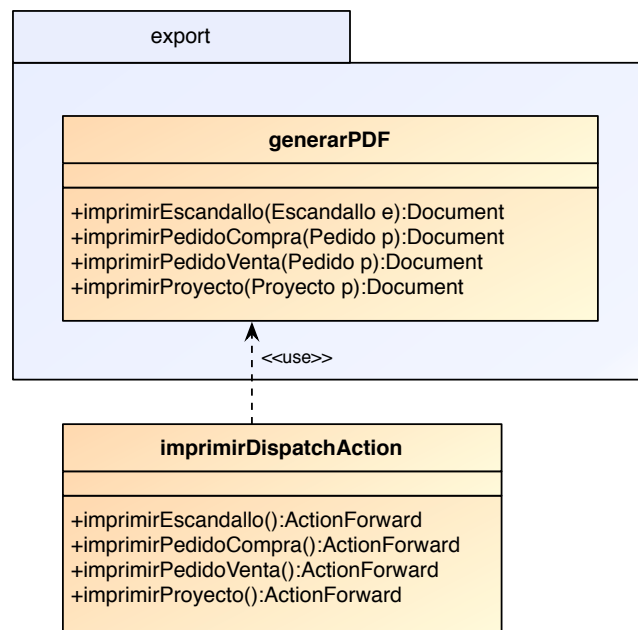 export
generarPDF
+imprimirEscandallo(Escandallo e):Document
+imprimirPedidoCompra(Pedido p):Document
+imprimirPedidoVenta(Pedido p):Document
+imprimirProyecto(Proyecto p):Document
<<use>>
imprimirDispatchAction
+imprimirEscandallo():ActionForward
+imprimirPedidoCompra():ActionForward
+imprimirPedidoVenta():ActionForward
+imprimirProyecto():ActionForward